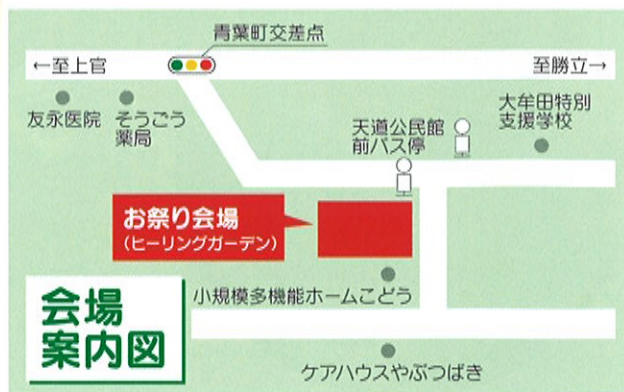 青葉町交差点
←至上官
至勝立→
友永医院
そうごう
薬局
天道公民館
前バス停
大牟田特別
支援学校
お祭り会場
(ヒーリングガーデン)
小規模多機能ホームこどう
会場
案内図
ケアハウスやぶつばき